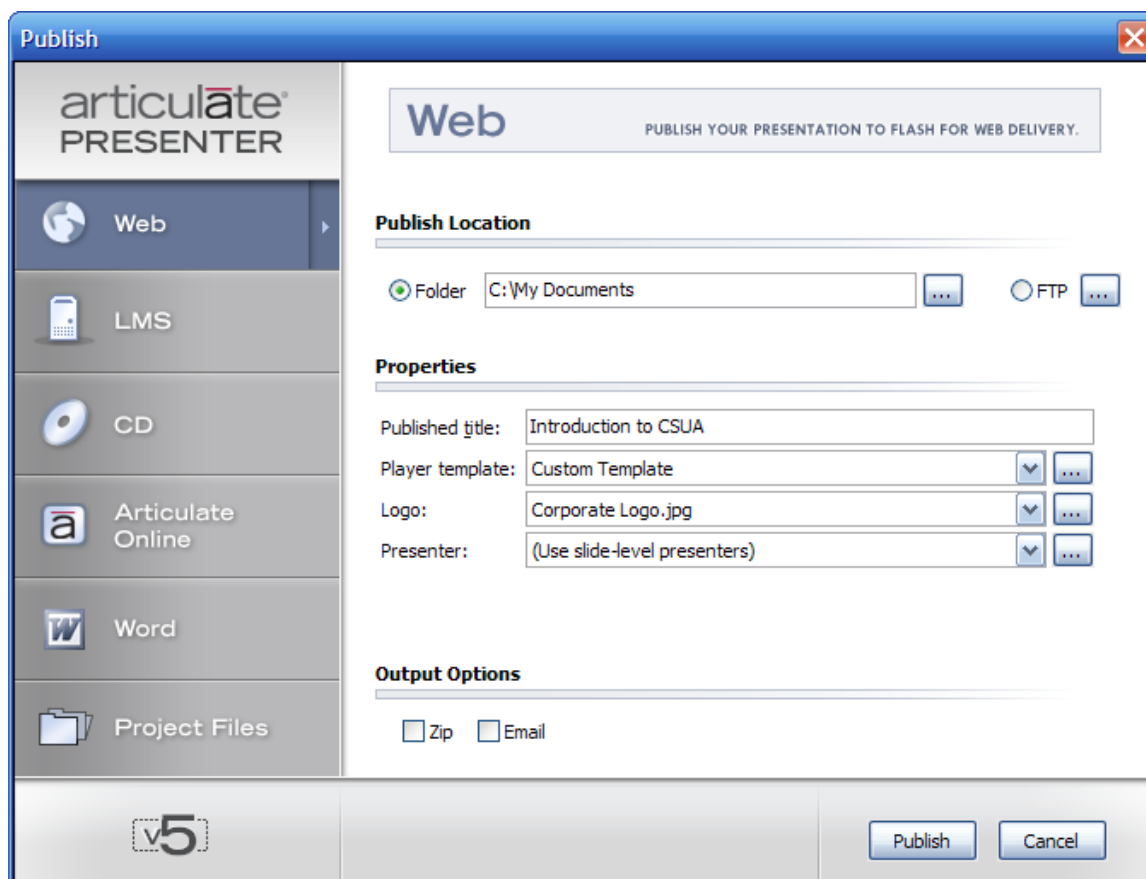 Publish
articulāte®
PRESENTER
Web
LMS
CD
Articulate
Online
Word
Project Files
v5
Web
PUBLISH YOUR PRESENTATION TO FLASH FOR WEB DELIVERY.
Publish Location
Folder C:\My Documents ... FTP ...
Properties
Published title: Introduction to CSUA
Player template: Custom Template ...
Logo: Corporate Logo.jpg ...
Presenter: (Use slide-level presenters) ...
Output Options
Zip Email
Publish Cancel